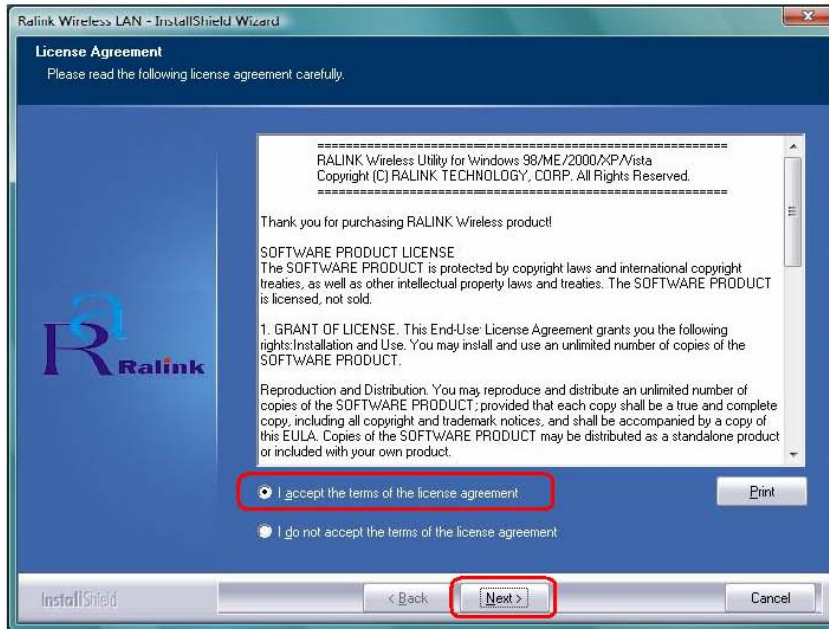 Ralink Wireless LAN - InstallShield Wizard
License Agreement
Please read the following license agreement carefully.
============================================================
RALINK Wireless Utility for Windows 98/ME/2000/XP/Vista
Copyright (C) RALINK TECHNOLOGY, CORP. All Rights Reserved.
============================================================
Thank you for purchasing RALINK Wireless product!
SOFTWARE PRODUCT LICENSE
The SOFTWARE PRODUCT is protected by copyright laws and international copyright
treaties, as well as other intellectual property laws and treaties. The SOFTWARE PRODUCT
is licensed, not sold.
1. GRANT OF LICENSE. This End-User License Agreement grants you the following
rights:Installation and Use. You may install and use an unlimited number of copies of the
SOFTWARE PRODUCT.
Reproduction and Distribution. You may reproduce and distribute an unlimited number of
copies of the SOFTWARE PRODUCT; provided that each copy shall be a true and complete
copy, including all copyright and trademark notices, and shall be accompanied by a copy of
this EULA. Copies of the SOFTWARE PRODUCT may be distributed as a standalone product
or included with your own product.
Ralink
I accept the terms of the license agreement
Print
I do not accept the terms of the license agreement
InstallShield
< Back
Next >
Cancel